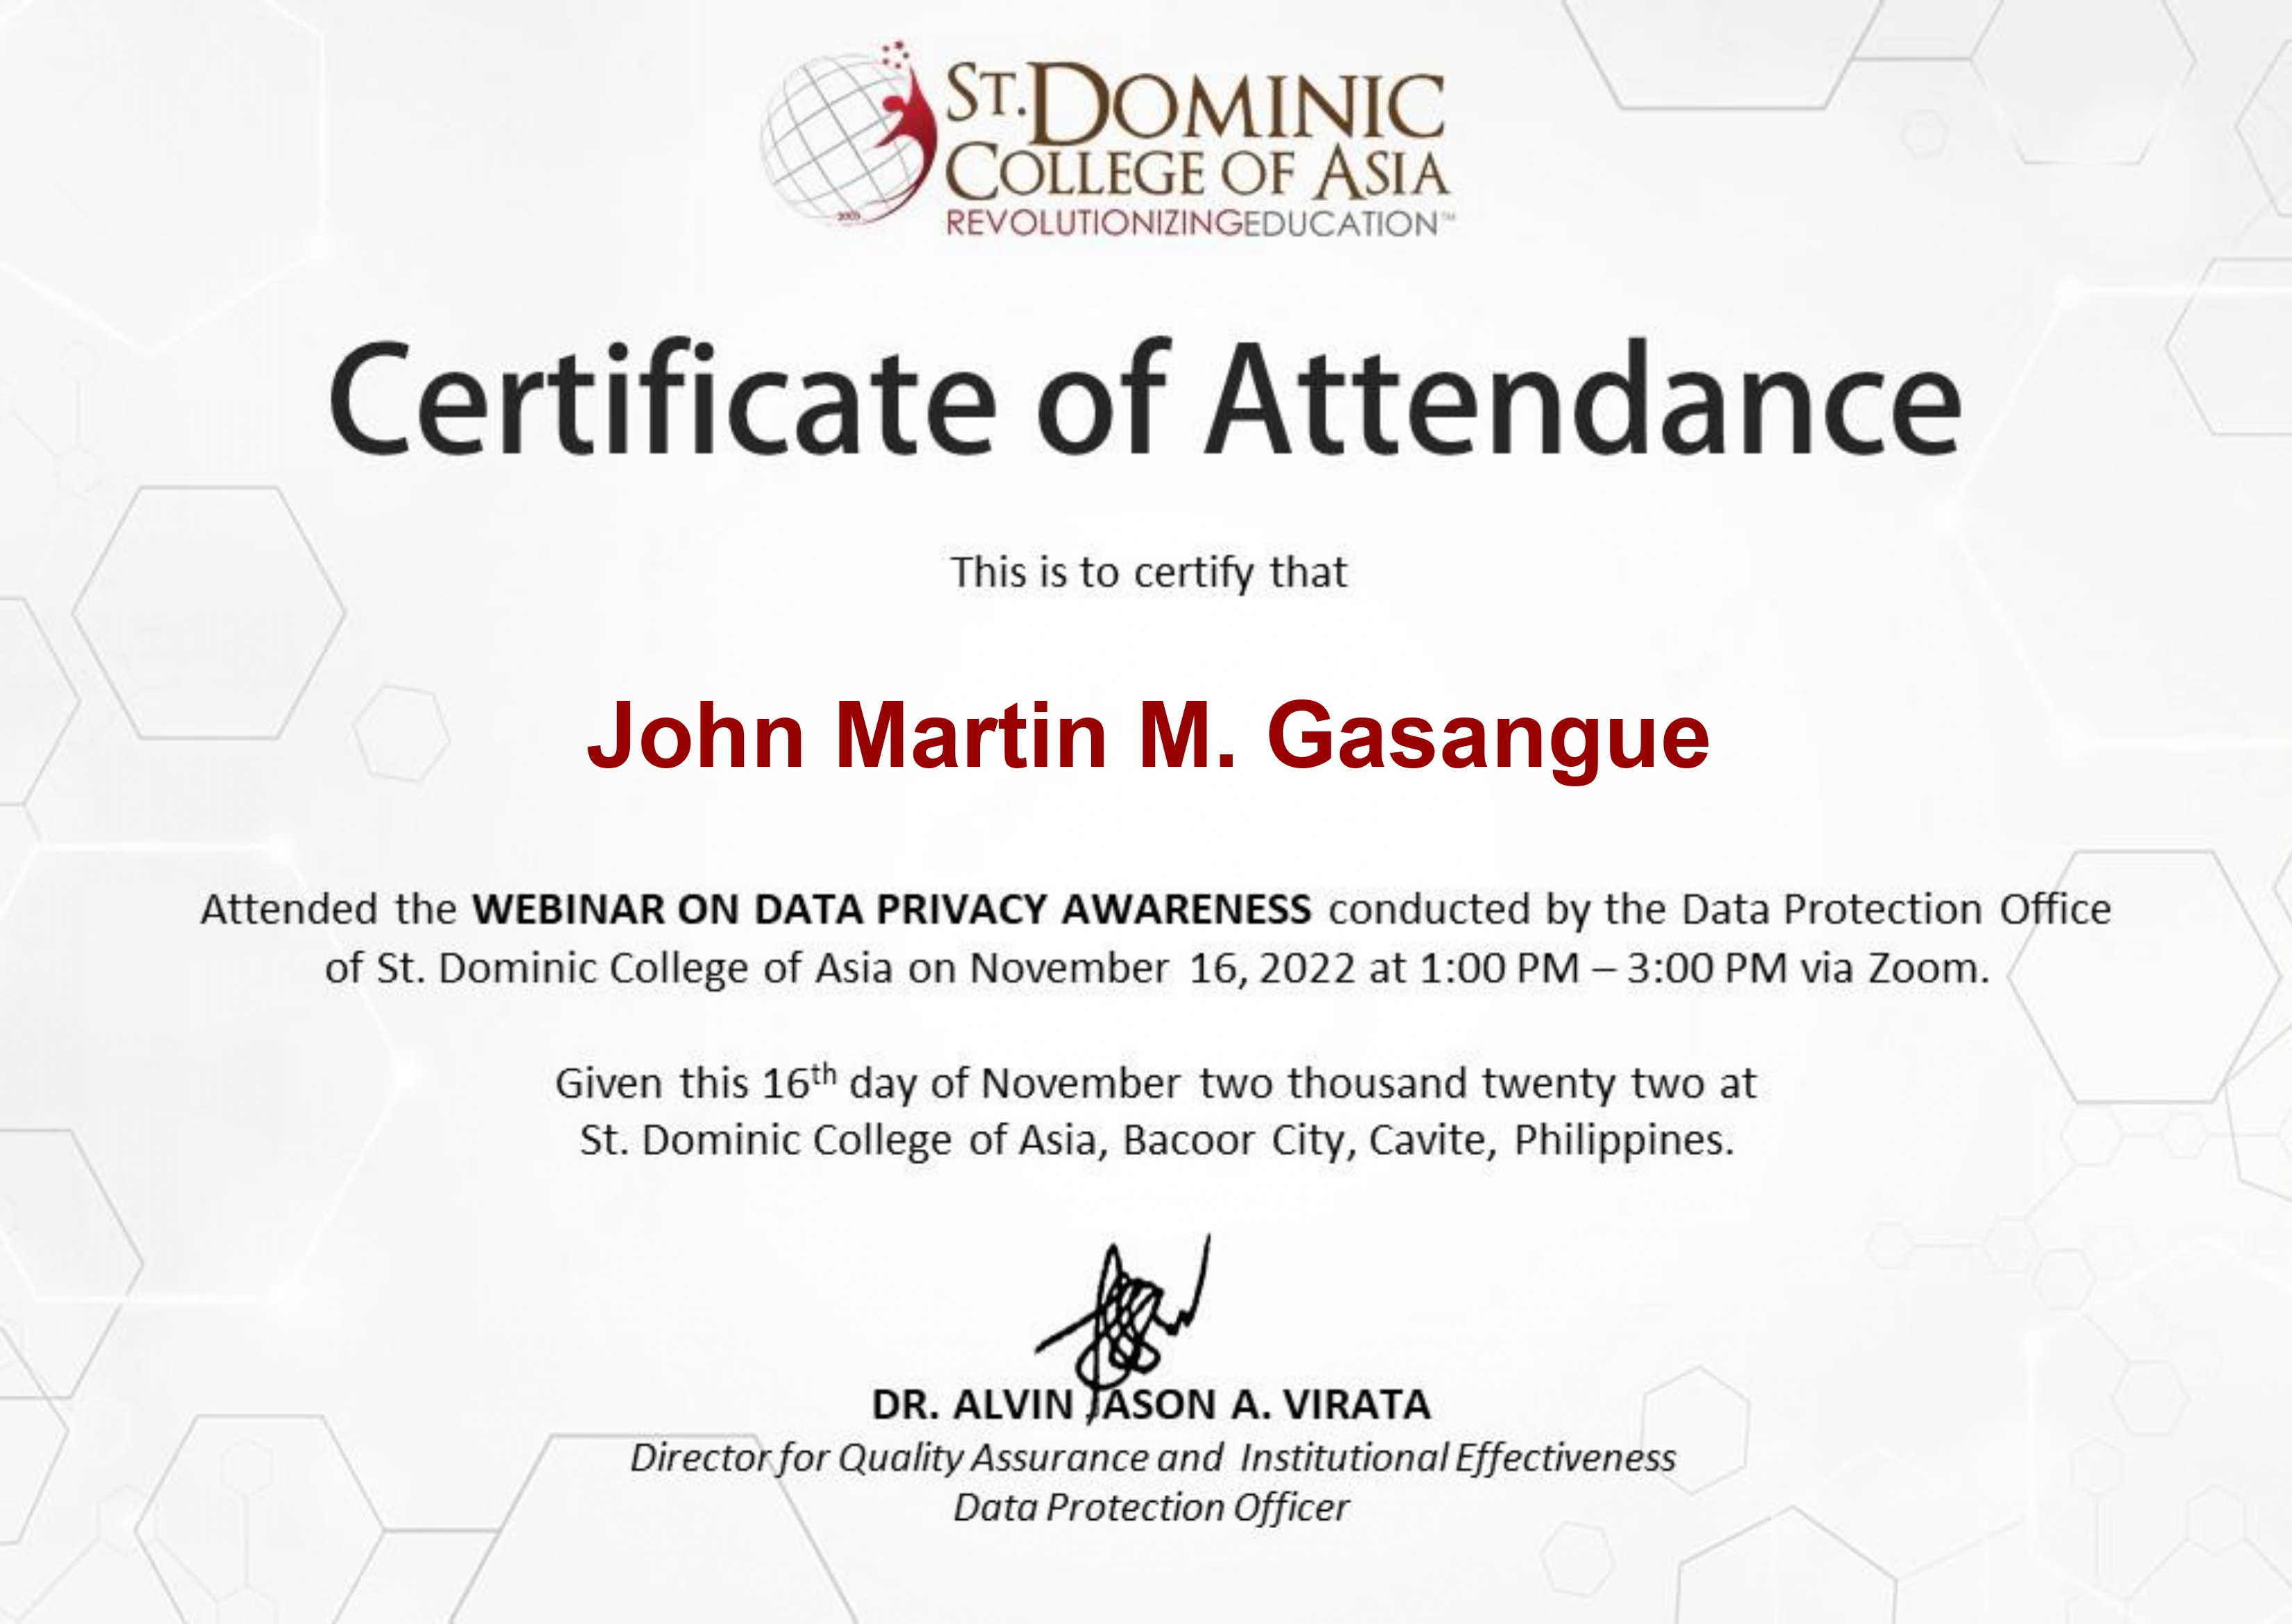 ST. DOMINIC
COLLEGE OF ASIA
REVOLUTIONIZINGEDUCATION™
2003
Certificate of Attendance
This is to certify that
John Martin M. Gasangue
Attended the WEBINAR ON DATA PRIVACY AWARENESS conducted by the Data Protection Office
of St. Dominic College of Asia on November 16, 2022 at 1:00 PM – 3:00 PM via Zoom.
Given this 16th day of November two thousand twenty two at
St. Dominic College of Asia, Bacoor City, Cavite, Philippines.
DR. ALVIN JASON A. VIRATA
Director for Quality Assurance and Institutional Effectiveness
Data Protection Officer